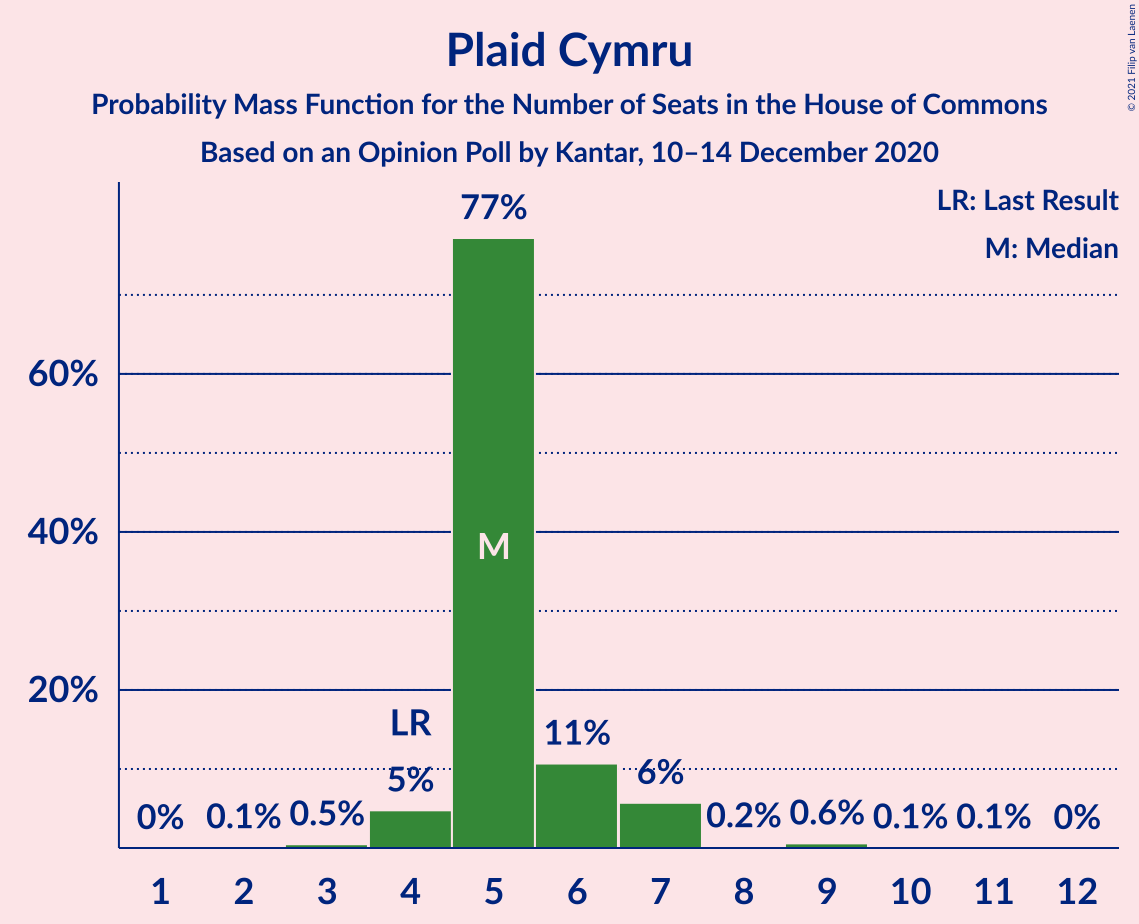 Plaid Cymru
Probability Mass Function for the Number of Seats in the House of Commons
Based on an Opinion Poll by Kantar, 10–14 December 2020
© 2021 Filip van Laenen
LR: Last Result
M: Median
77%
60%
40%
M
20%
LR
11%
5%
6%
0%
0.1%
0.5%
0.2%
0.6%
0.1%
0.1%
0%
1 2 3 4 5 6 7 8 9 10 11 12